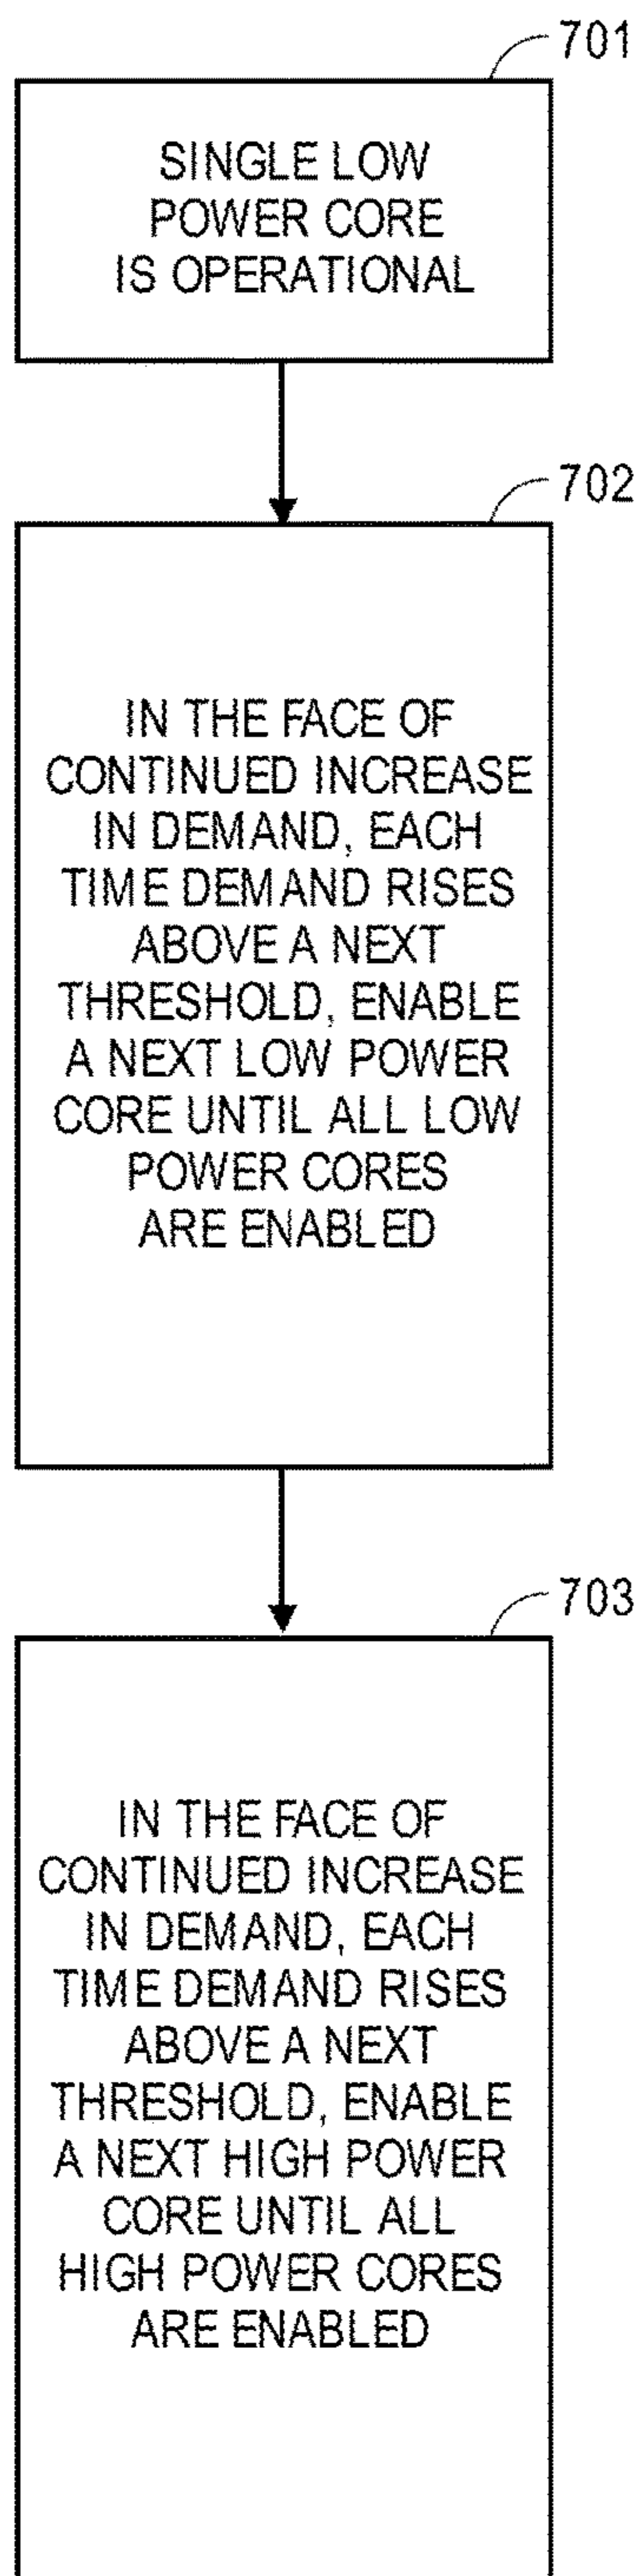 701
SINGLE LOW
POWER CORE
IS OPERATIONAL
702
IN THE FACE OF
CONTINUED INCREASE
IN DEMAND, EACH
TIME DEMAND RISES
ABOVE A NEXT
THRESHOLD, ENABLE
A NEXT LOW POWER
CORE UNTIL ALL LOW
POWER CORES
ARE ENABLED
703
IN THE FACE OF
CONTINUED INCREASE
IN DEMAND, EACH
TIME DEMAND RISES
ABOVE A NEXT
THRESHOLD, ENABLE
A NEXT HIGH POWER
CORE UNTIL ALL
HIGH POWER CORES
ARE ENABLED